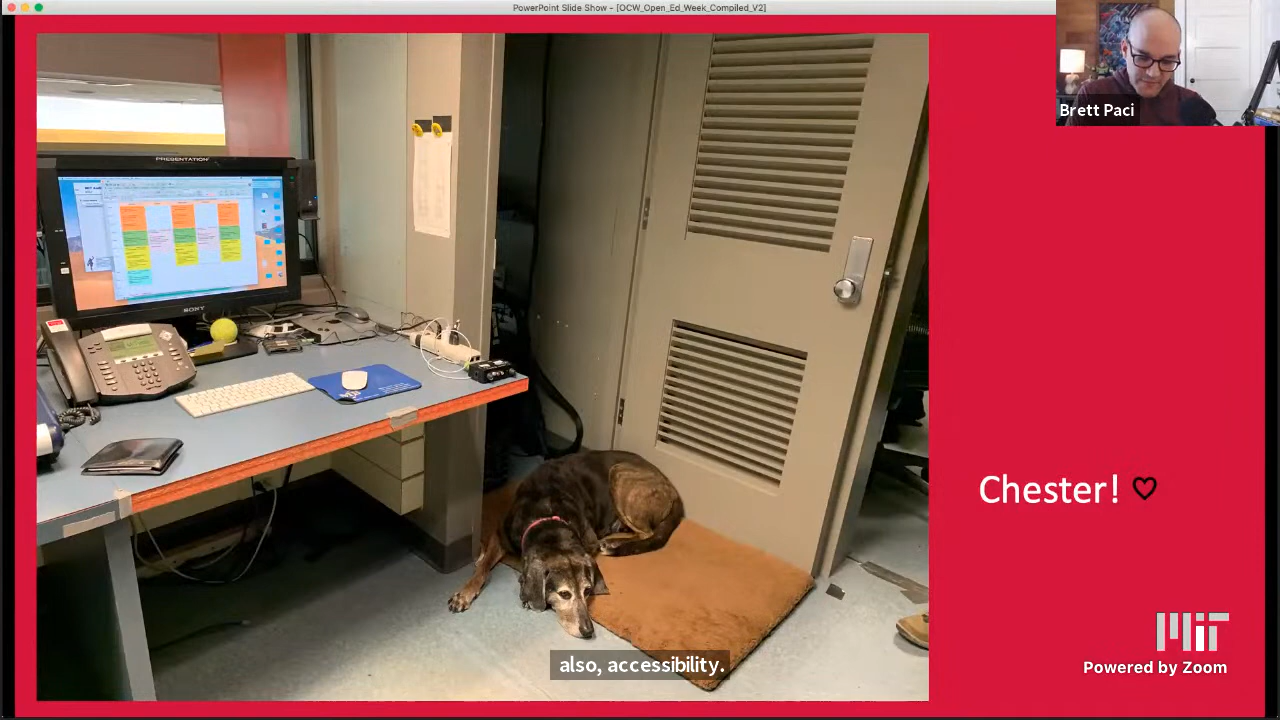 PowerPoint Slide Show - [OCW_Open_Ed_Week_Compiled_V2]
Brett Paci
PRESENTATION
SONY
Chester! ♡
also, accessibility.
MIT
Powered by Zoom